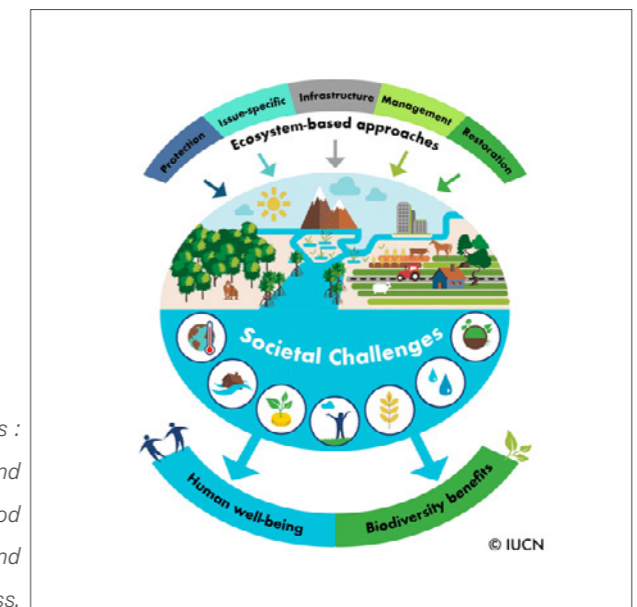 Protection
Issue-specific
Infrastructure
Management
Restoration
Ecosystem-based approaches
Societal Challenges
Human well-being
Biodiversity benefits
© IUCN
s :
nd
od
nd
ss.